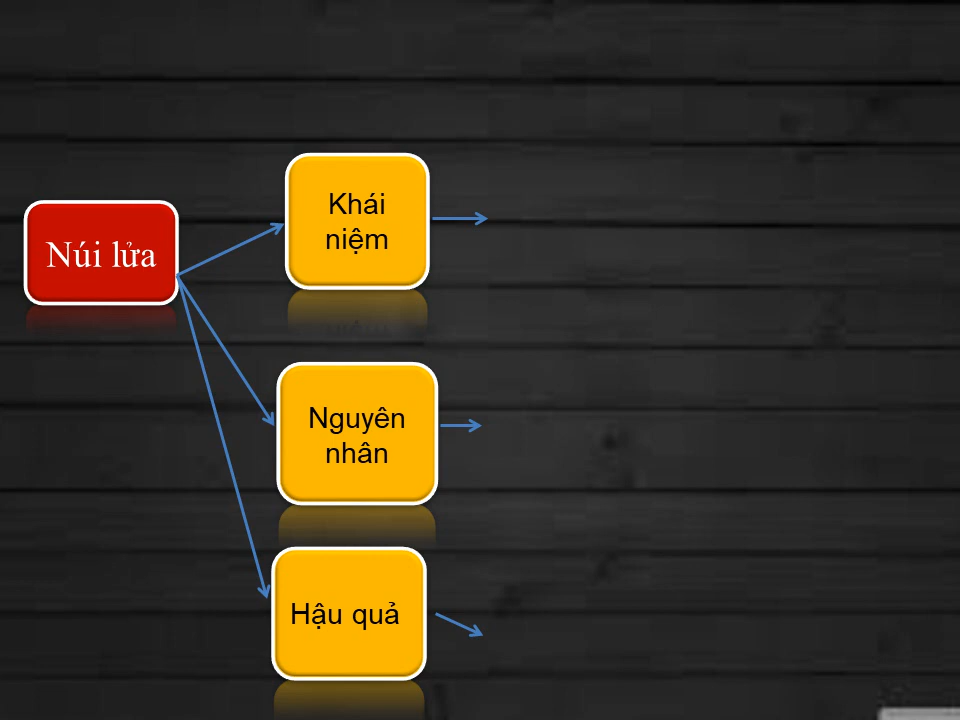 Núi lửa
Khái
niệm
Nguyên
nhân
Hậu quả